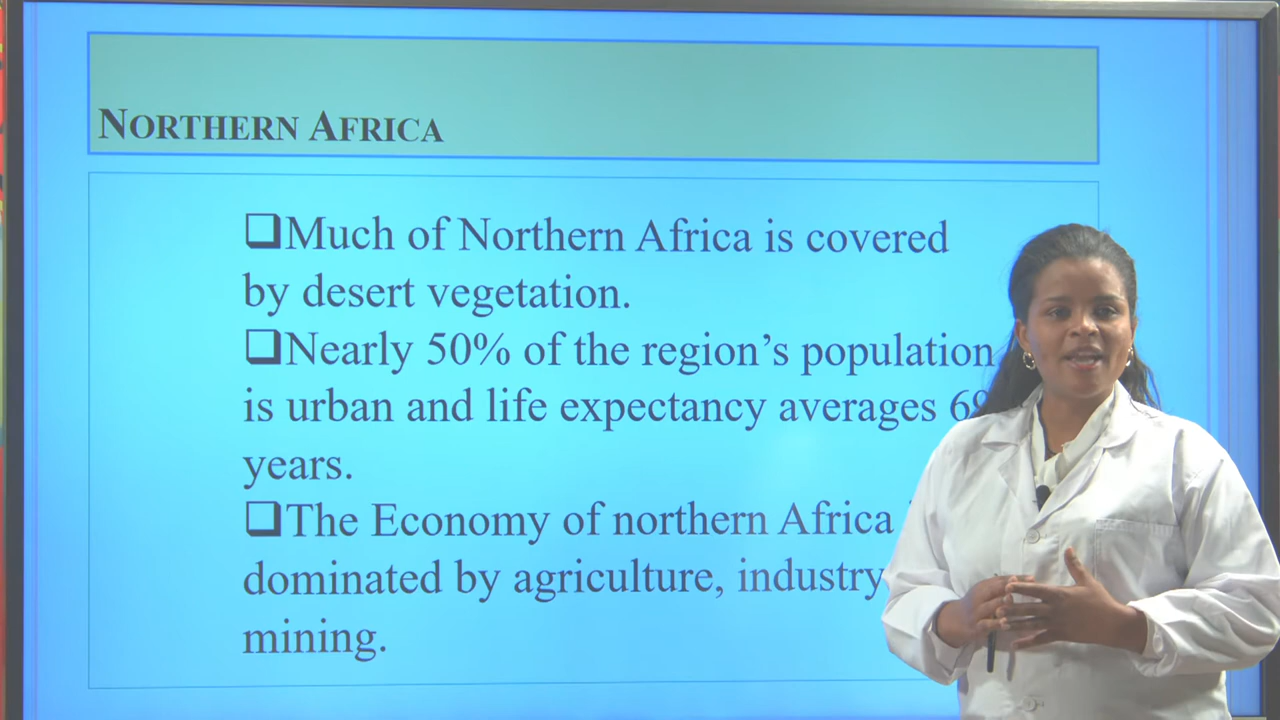 NORTHERN AFRICA
❑Much of Northern Africa is covered
by desert vegetation.
❑Nearly 50% of the region's population
is urban and life expectancy averages
years.
❑The Economy of northern Africa
dominated by agriculture, industry
mining.